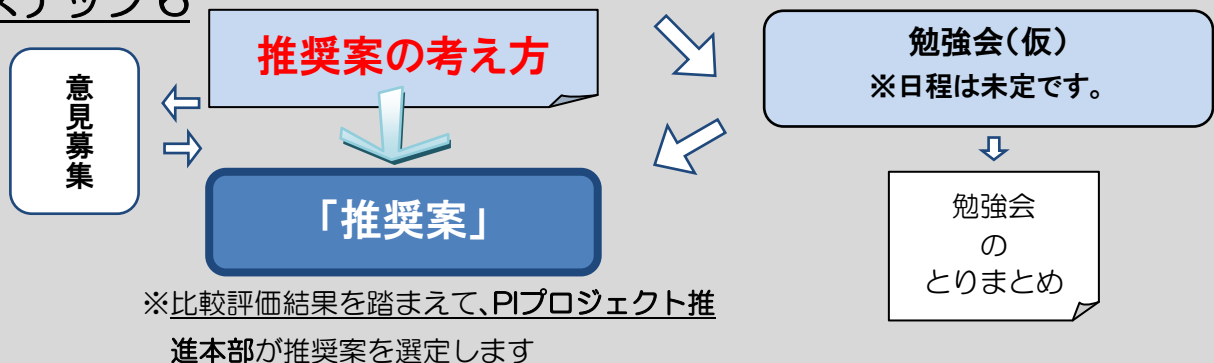 ステップ6
推奨案の考え方
意見募集
「推奨案」
※比較評価結果を踏まえて、PIプロジェクト推
進本部が推奨案を選定します
勉強会(仮)
※日程は未定です。
勉強会
の
とりまとめ